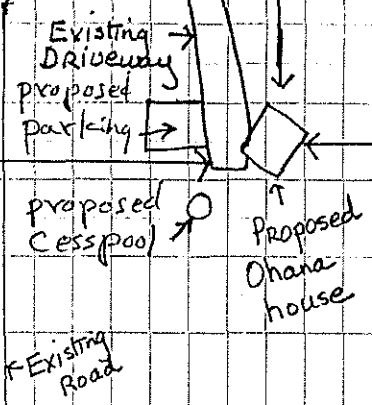 Existing
DRiveway
proposed
parking
proposed
Cesspool
PRoposed
Ohana
house
Existing
Road